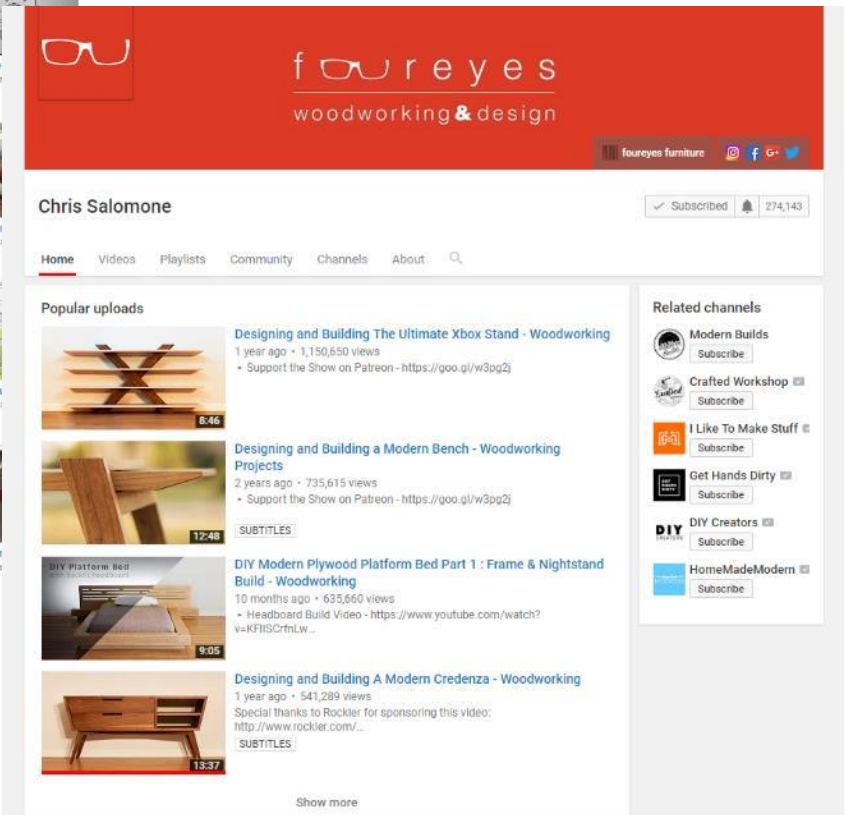 foureyes
woodworking & design
foureyes furniture
Chris Salomone
Subscribed 274,143
Home Videos Playlists Community Channels About
Popular uploads
Designing and Building The Ultimate Xbox Stand - Woodworking
1 year ago • 1,150,650 views
• Support the Show on Patreon - https://goo.gl/w3pg2j
8:46
Designing and Building a Modern Bench - Woodworking
Projects
2 years ago • 735,615 views
• Support the Show on Patreon - https://goo.gl/w3pg2j
SUBTITLES
12:48
DIY Platform Bed
DIY Modern Plywood Platform Bed Part 1 : Frame & Nightstand
Build - Woodworking
10 months ago • 635,660 views
• Headboard Build Video - https://www.youtube.com/watch?
9:05
Designing and Building A Modern Credenza - Woodworking
1 year ago • 541,289 views
Special thanks to Rockler for sponsoring this video:
http://www.rockler.com/...
SUBTITLES
13:37
Show more
Related channels
Modern Builds
Subscribe
Crafted Workshop
Subscribe
I Like To Make Stuff
Subscribe
Get Hands Dirty
Subscribe
DIY Creators
Subscribe
HomeMadeModern
Subscribe